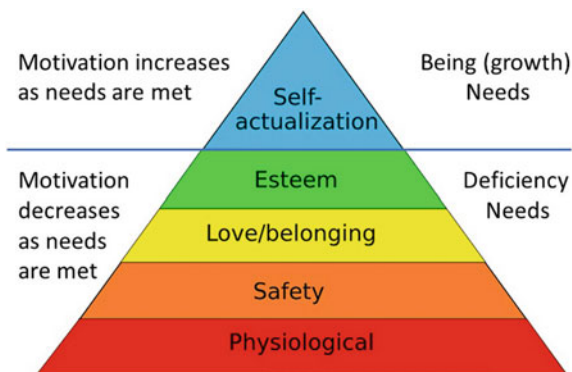 Motivation increases
as needs are met
Being (growth)
Needs
Self-
actualization
Motivation
decreases
as needs
are met
Deficiency
Needs
Esteem
Love/belonging
Safety
Physiological